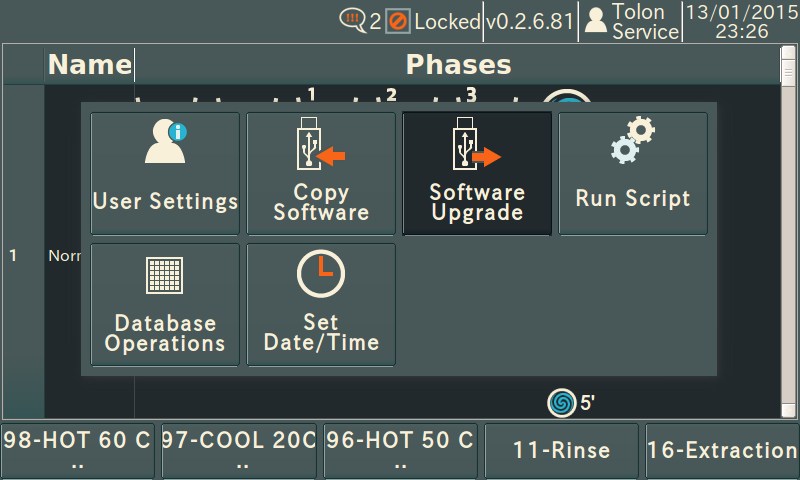 2 Locked v0.2.6.81 Tolon Service 13/01/2015 23:26
Name Phases
1 2 3
User Settings
Copy Software
Software Upgrade
Run Script
1
Database Operations
Set Date/Time
5'
98-HOT 60 C ..
97-COOL 20C ..
96-HOT 50 C ..
11-Rinse
16-Extraction